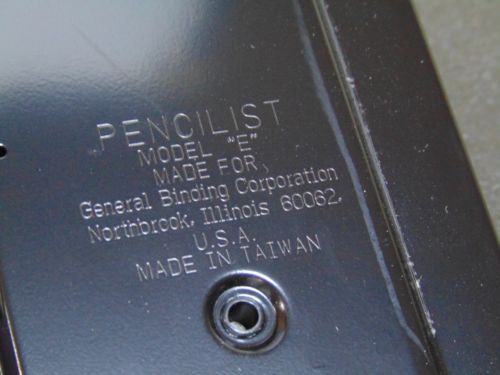 PENCILIST
MODEL "E"
MADE FOR
General Binding Corporation
Northbrook, Illinois 60062,
U.S.A.
MADE IN TAIWAN